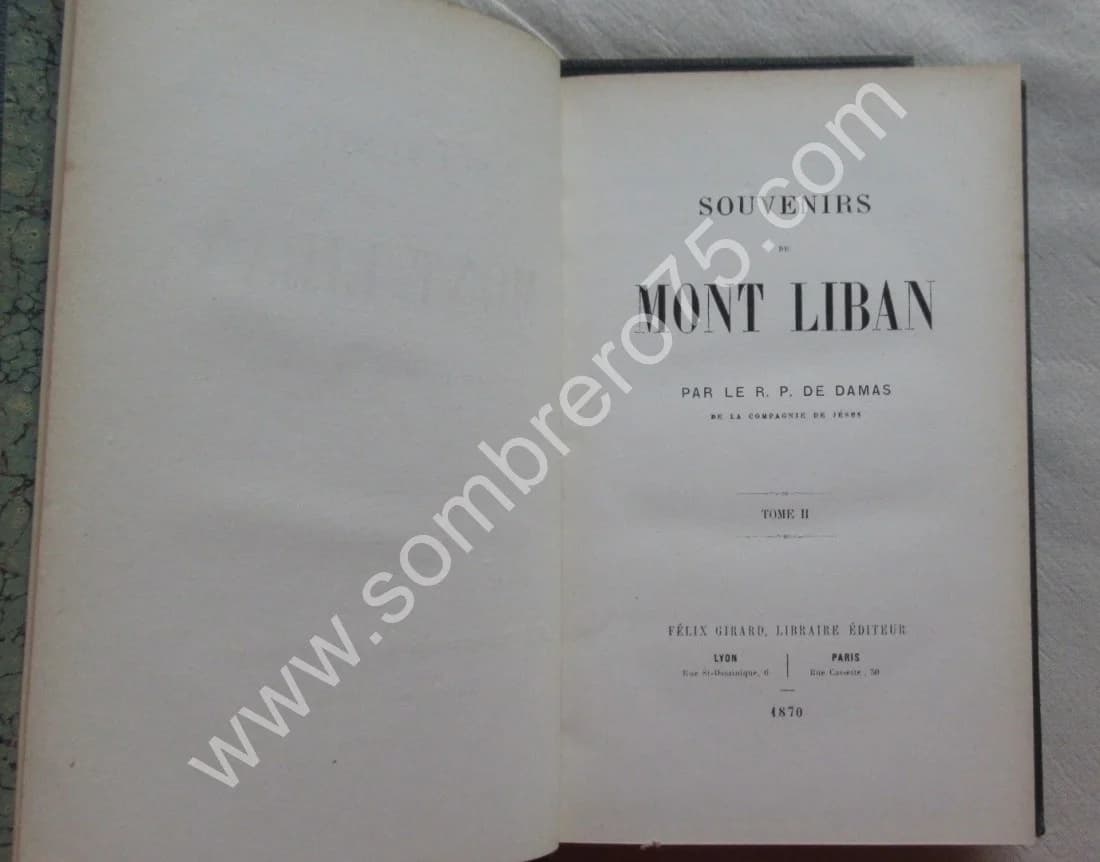 SOUVENIRS
DU
MONT LIBAN
PAR LE R. P. DE DAMAS
DE LA COMPAGNIE DE JÉSUS
TOME II
FÉLIX GIRARD, LIBRAIRE ÉDITEUR
LYON
Rue St-Dominique, 6
PARIS
Rue Cassette, 30
1870
www.sombrero75.com